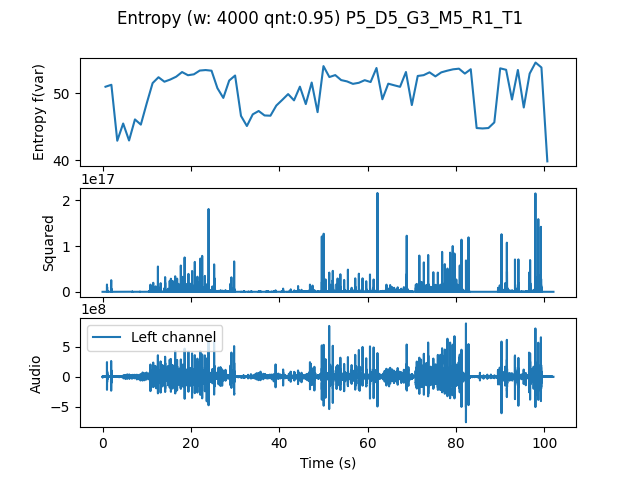 Entropy (w: 4000 qnt:0.95) P5_D5_G3_M5_R1_T1
Entropy f(var)
50
40
1e17
Squared
2
1
0
1e8
Audio
Left channel
5
0
−5
0
20
40
60
80
100
Time (s)